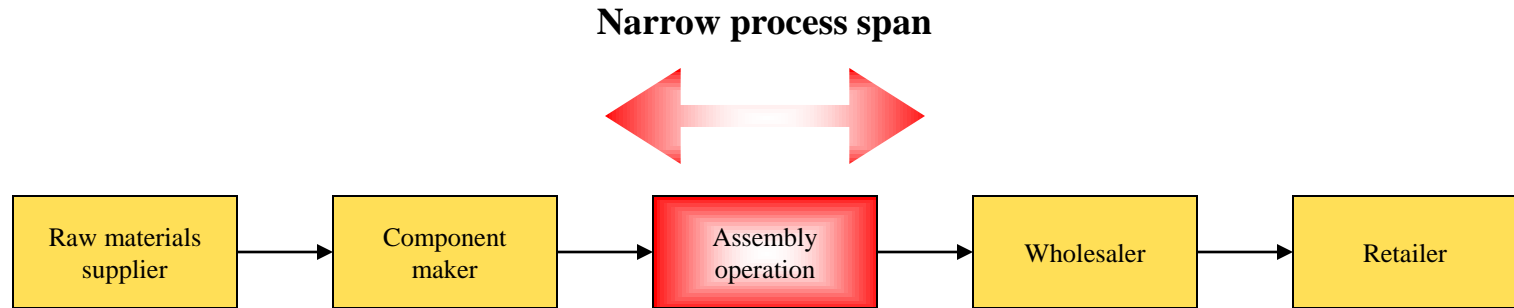 Narrow process span
Raw materials
supplier
Component
maker
Assembly
operation
Wholesaler
Retailer